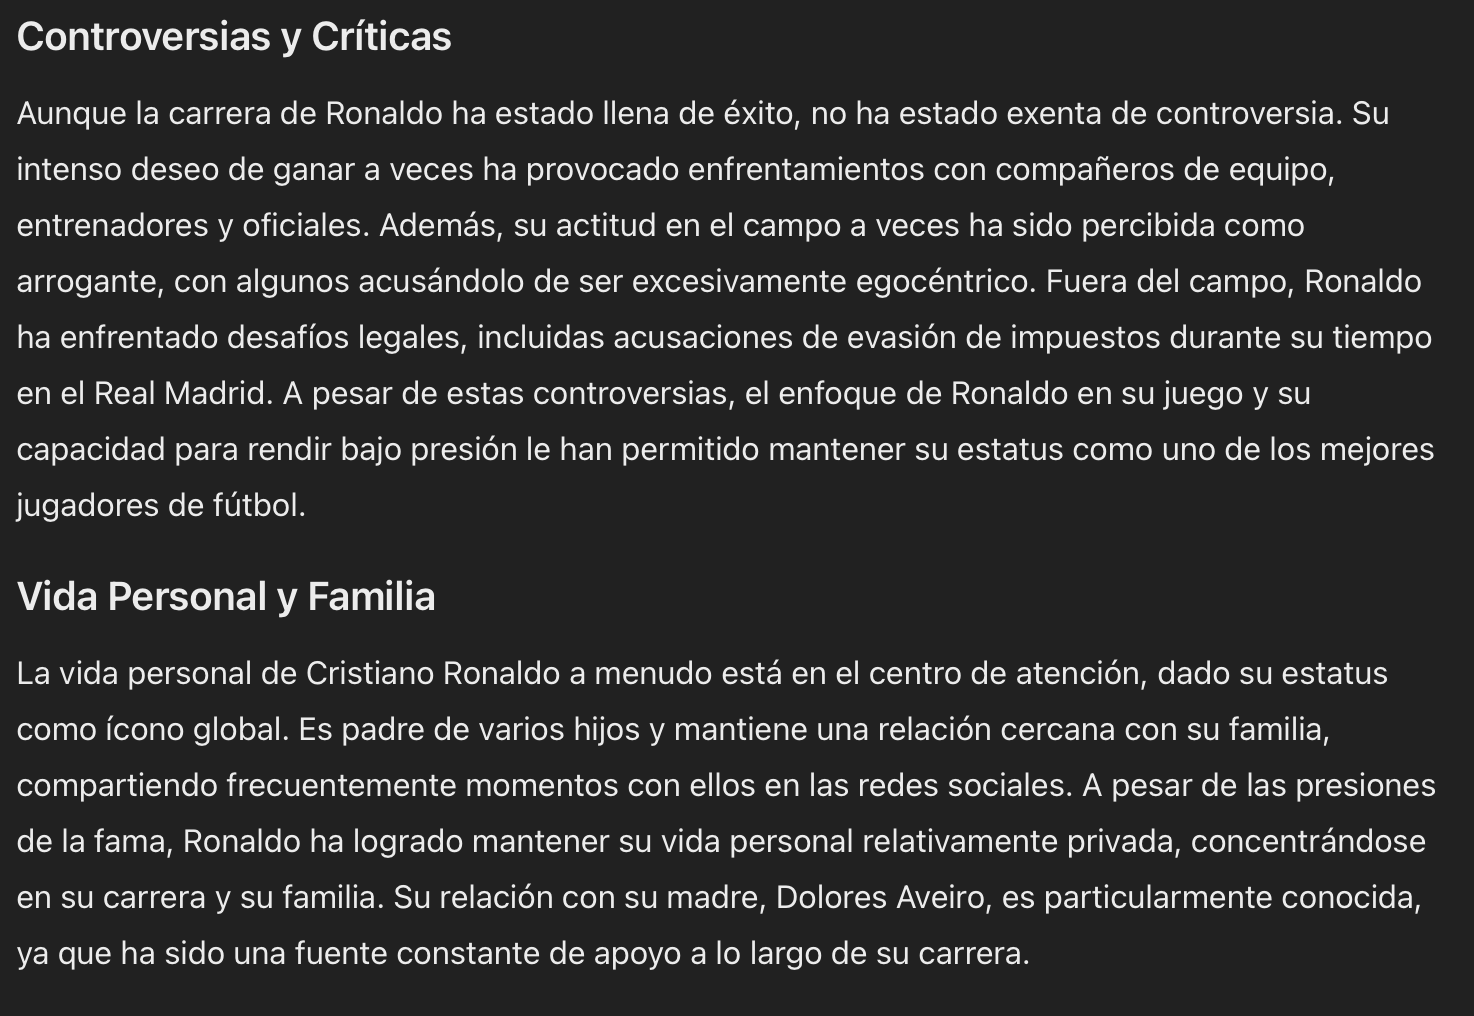 Controversias y Críticas
Aunque la carrera de Ronaldo ha estado llena de éxito, no ha estado exenta de controversia. Su
intenso deseo de ganar a veces ha provocado enfrentamientos con compañeros de equipo,
entrenadores y oficiales. Además, su actitud en el campo a veces ha sido percibida como
arrogante, con algunos acusándolo de ser excesivamente egocéntrico. Fuera del campo, Ronaldo
ha enfrentado desafíos legales, incluidas acusaciones de evasión de impuestos durante su tiempo
en el Real Madrid. A pesar de estas controversias, el enfoque de Ronaldo en su juego y su
capacidad para rendir bajo presión le han permitido mantener su estatus como uno de los mejores
jugadores de fútbol.
Vida Personal y Familia
La vida personal de Cristiano Ronaldo a menudo está en el centro de atención, dado su estatus
como ícono global. Es padre de varios hijos y mantiene una relación cercana con su familia,
compartiendo frecuentemente momentos con ellos en las redes sociales. A pesar de las presiones
de la fama, Ronaldo ha logrado mantener su vida personal relativamente privada, concentrándose
en su carrera y su familia. Su relación con su madre, Dolores Aveiro, es particularmente conocida,
ya que ha sido una fuente constante de apoyo a lo largo de su carrera.